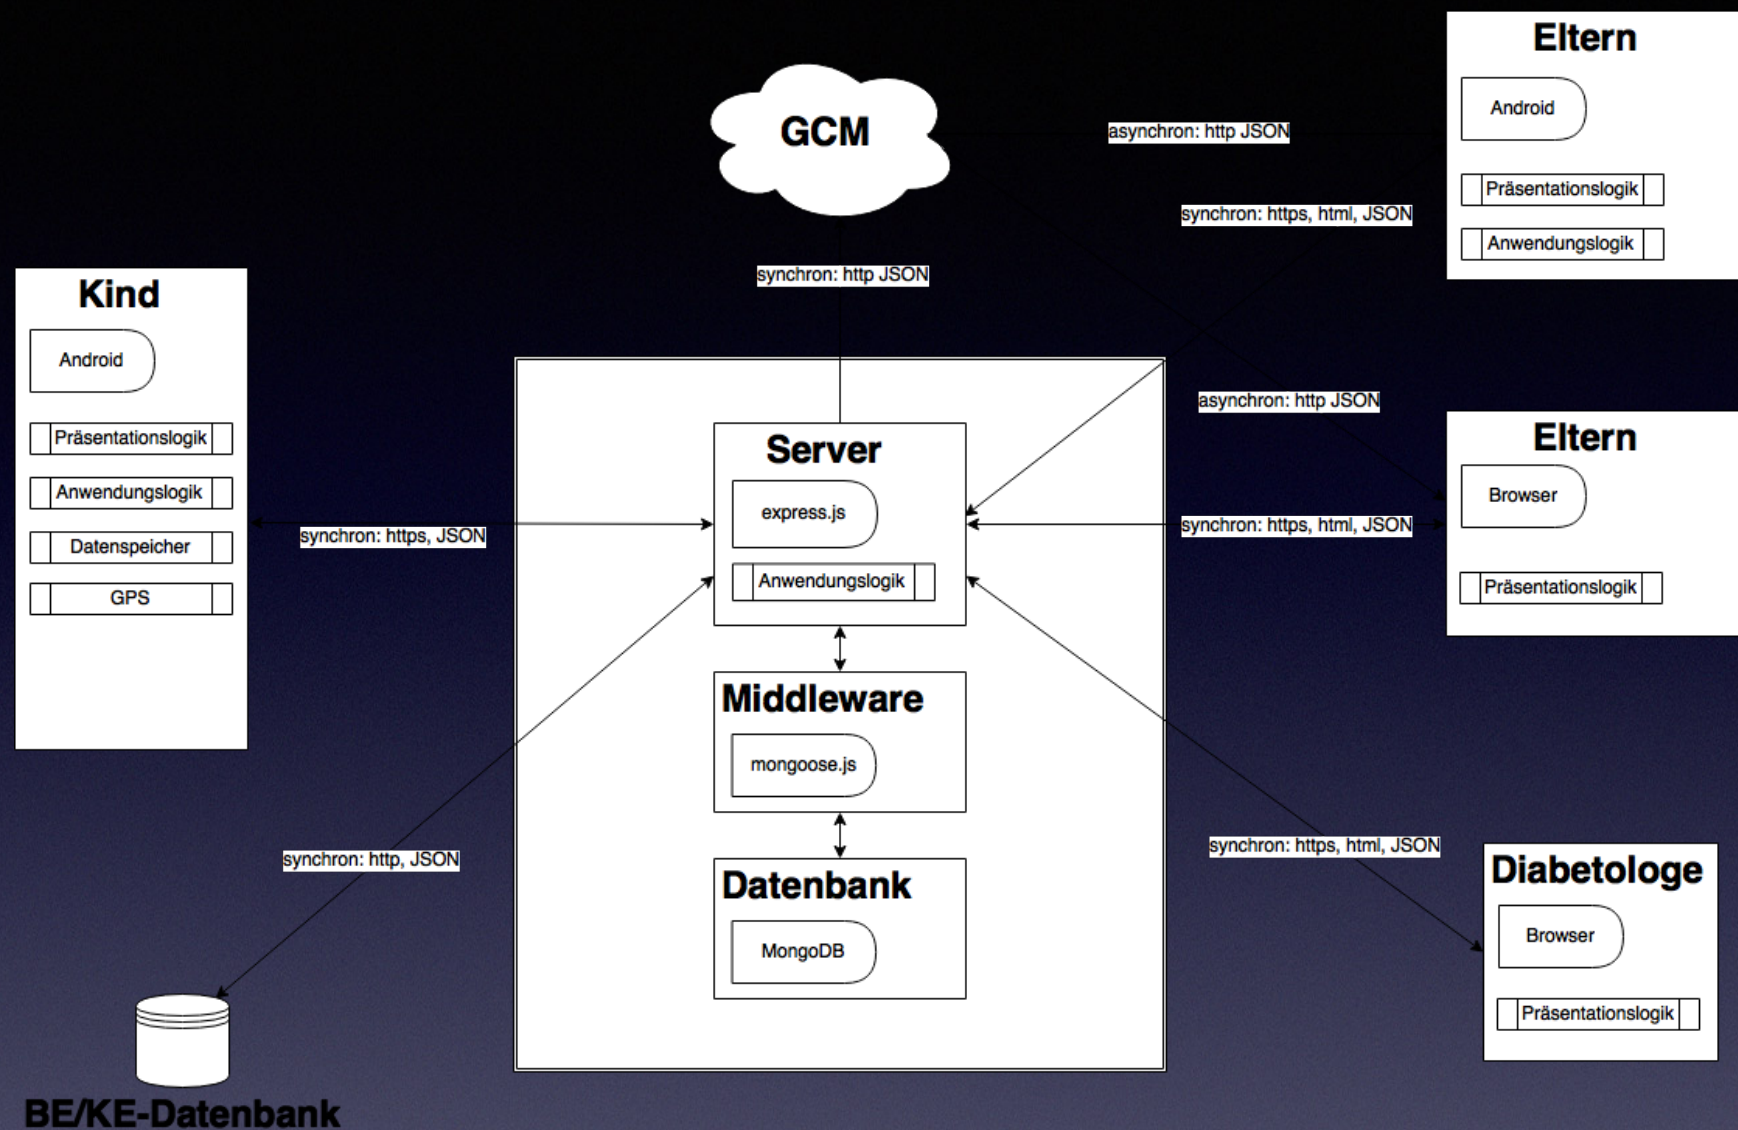 Eltern
Android
Präsentationslogik
Anwendungslogik
GCM
asynchron: http JSON
synchron: https, html, JSON
synchron: http JSON
Kind
Android
Präsentationslogik
Anwendungslogik
Datenspeicher
GPS
synchron: https, JSON
Server
express.js
Anwendungslogik
Middleware
mongoose.js
Datenbank
MongoDB
asynchron: http JSON
synchron: https, html, JSON
Eltern
Browser
Präsentationslogik
synchron: https, html, JSON
Diabetologe
Browser
Präsentationslogik
synchron: http, JSON
BE/KE-Datenbank